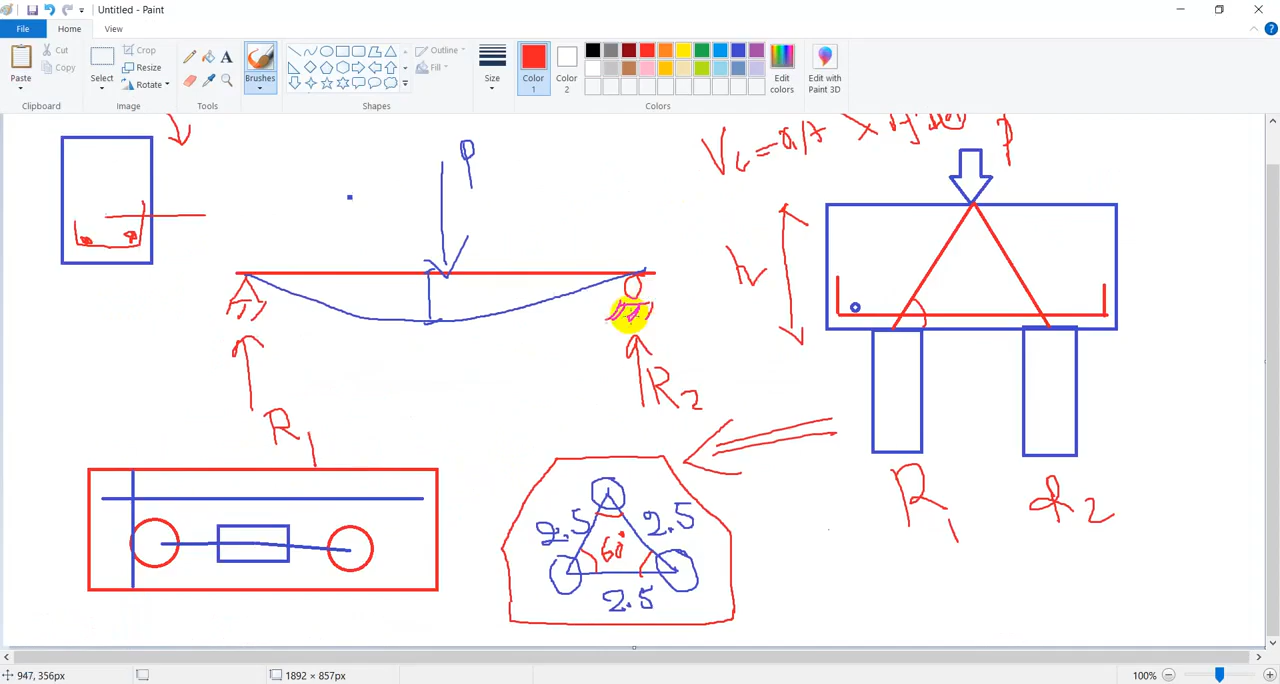 Untitled - Paint
File
Home
View
Paste
Cut
Copy
Clipboard
Select
Crop
Resize
Rotate
Image
Tools
Brushes
Shapes
Outline
Fill
Size
Color 1
Color 2
Colors
Edit colors
Edit with Paint 3D
P
h
R1
R2
R1
R2
2.5
2.5
60°
2.5
947, 356px
1892 × 857px
100%